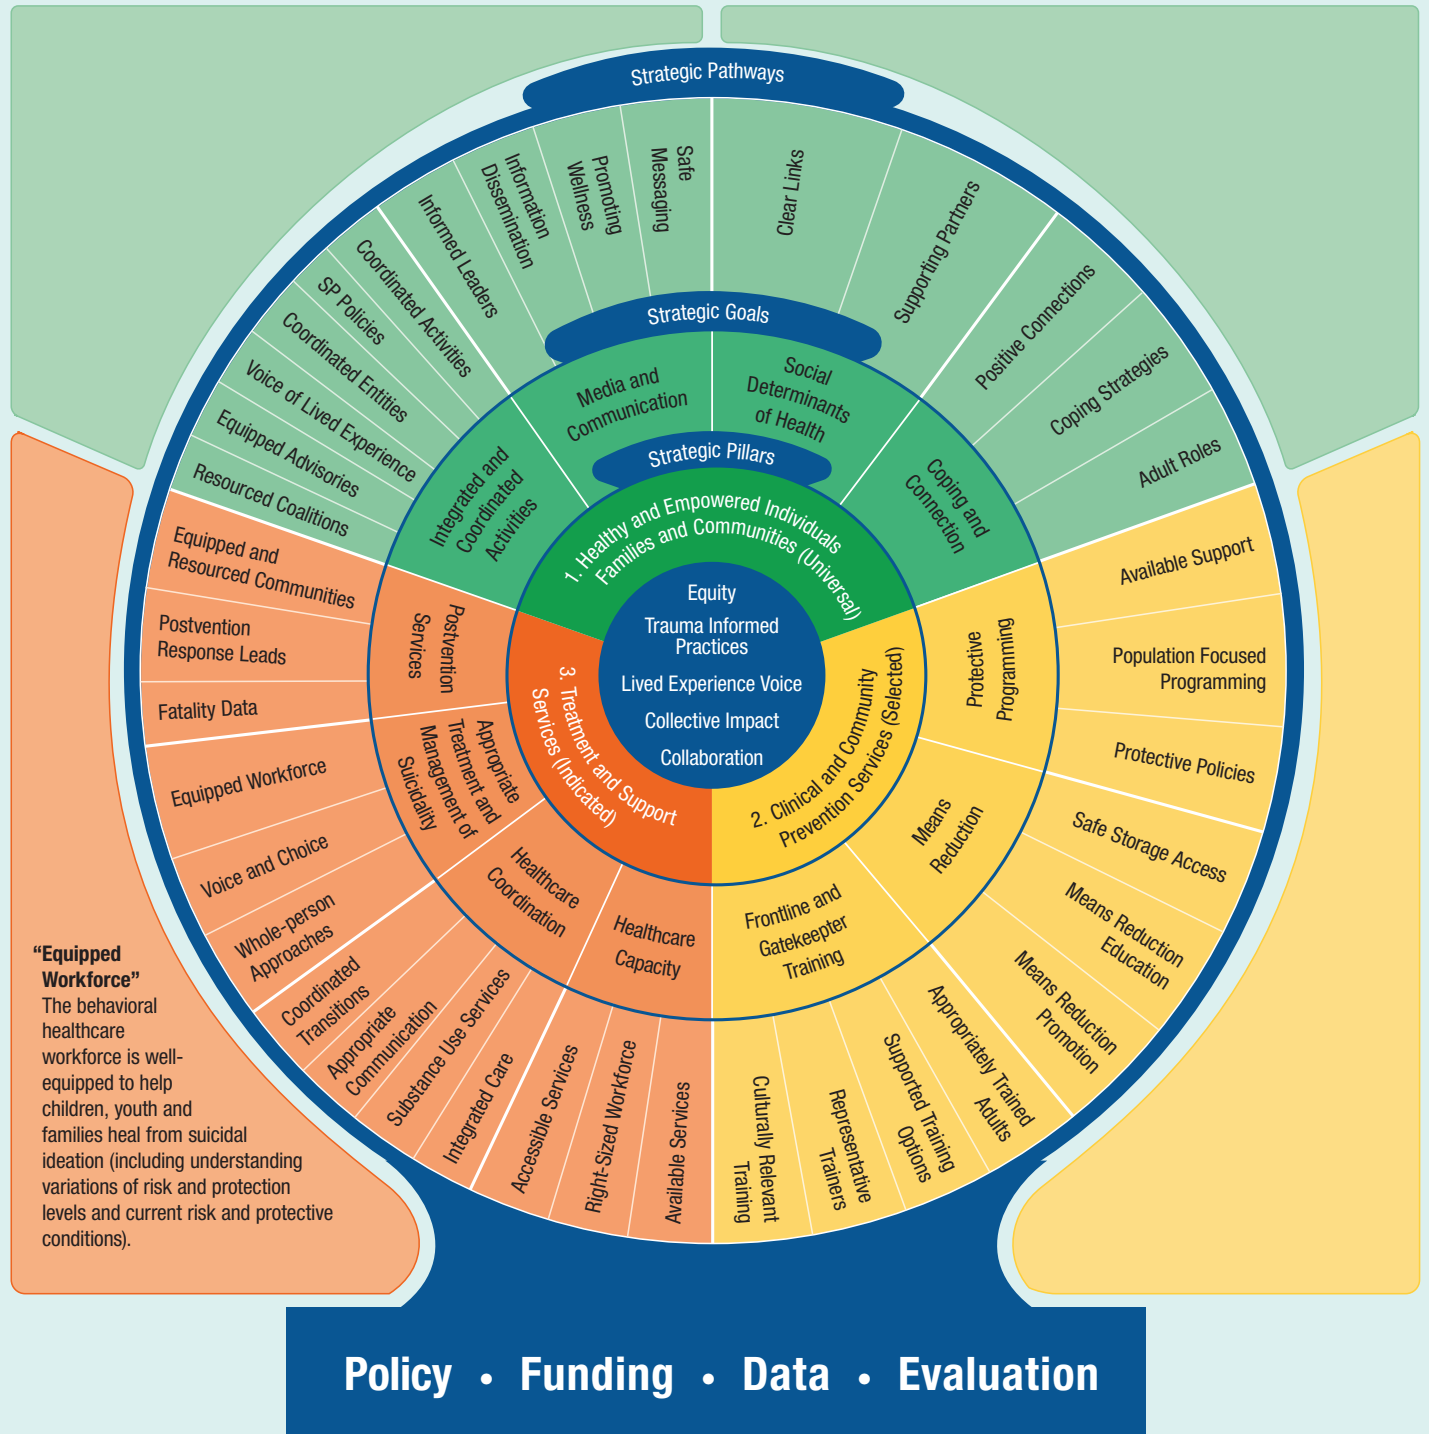 Strategic Pathways
Safe
Messaging
Promoting
Wellness
Information
Dissemination
Informed Leaders
Clear Links
Supporting Partners
Coordinated Activities
SP Policies
Coordinated Entities
Voice of Lived Experience
Equipped Advisories
Resourced Coalitions
Positive Connections
Coping Strategies
Adult Roles
Strategic Goals
Media and
Communication
Social
Determinants
of Health
Integrated and
Coordinated
Activities
Coping and
Connection
Strategic Pillars
1. Healthy and Empowered Individuals
Families and Communities (Universal)
Equity
Trauma Informed
Practices
Lived Experience Voice
Collective Impact
Collaboration
2. Clinical and Community
Prevention Services (Selected)
3. Treatment and Support
Services (Indicated)
Protective
Programming
Available Support
Population Focused
Programming
Protective Policies
Means
Reduction
Safe Storage Access
Means Reduction
Education
Means Reduction
Promotion
Frontline and
Gatekeepter
Training
Appropriately Trained
Adults
Supported Training
Options
Representative
Trainers
Culturally Relevant
Training
Healthcare
Capacity
Available Services
Right-Sized Workforce
Accessible Services
Healthcare
Coordination
Integrated Care
Substance Use Services
Appropriate
Communication
Coordinated
Transitions
Appropriate
Treatment and
Management of
Suicidality
Whole-person
Approaches
Voice and Choice
Equipped Workforce
Postvention
Services
Fatality Data
Postvention
Response Leads
Equipped and
Resourced Communities
“Equipped
Workforce”
The behavioral
healthcare
workforce is well-
equipped to help
children, youth and
families heal from suicidal
ideation (including understanding
variations of risk and protection
levels and current risk and protective
conditions).
Policy • Funding • Data • Evaluation